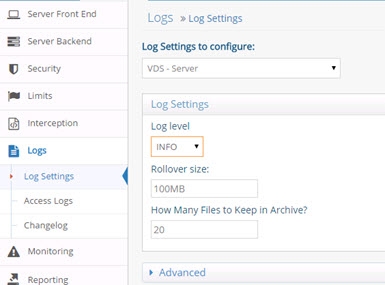 Server Front End
Server Backend
Security
Limits
Interception
Logs
Log Settings
Access Logs
Changelog
Monitoring
Reporting
Logs » Log Settings
Log Settings to configure:
VDS - Server
Log Settings
Log level
INFO
Rollover size:
100MB
How Many Files to Keep in Archive?
20
Advanced